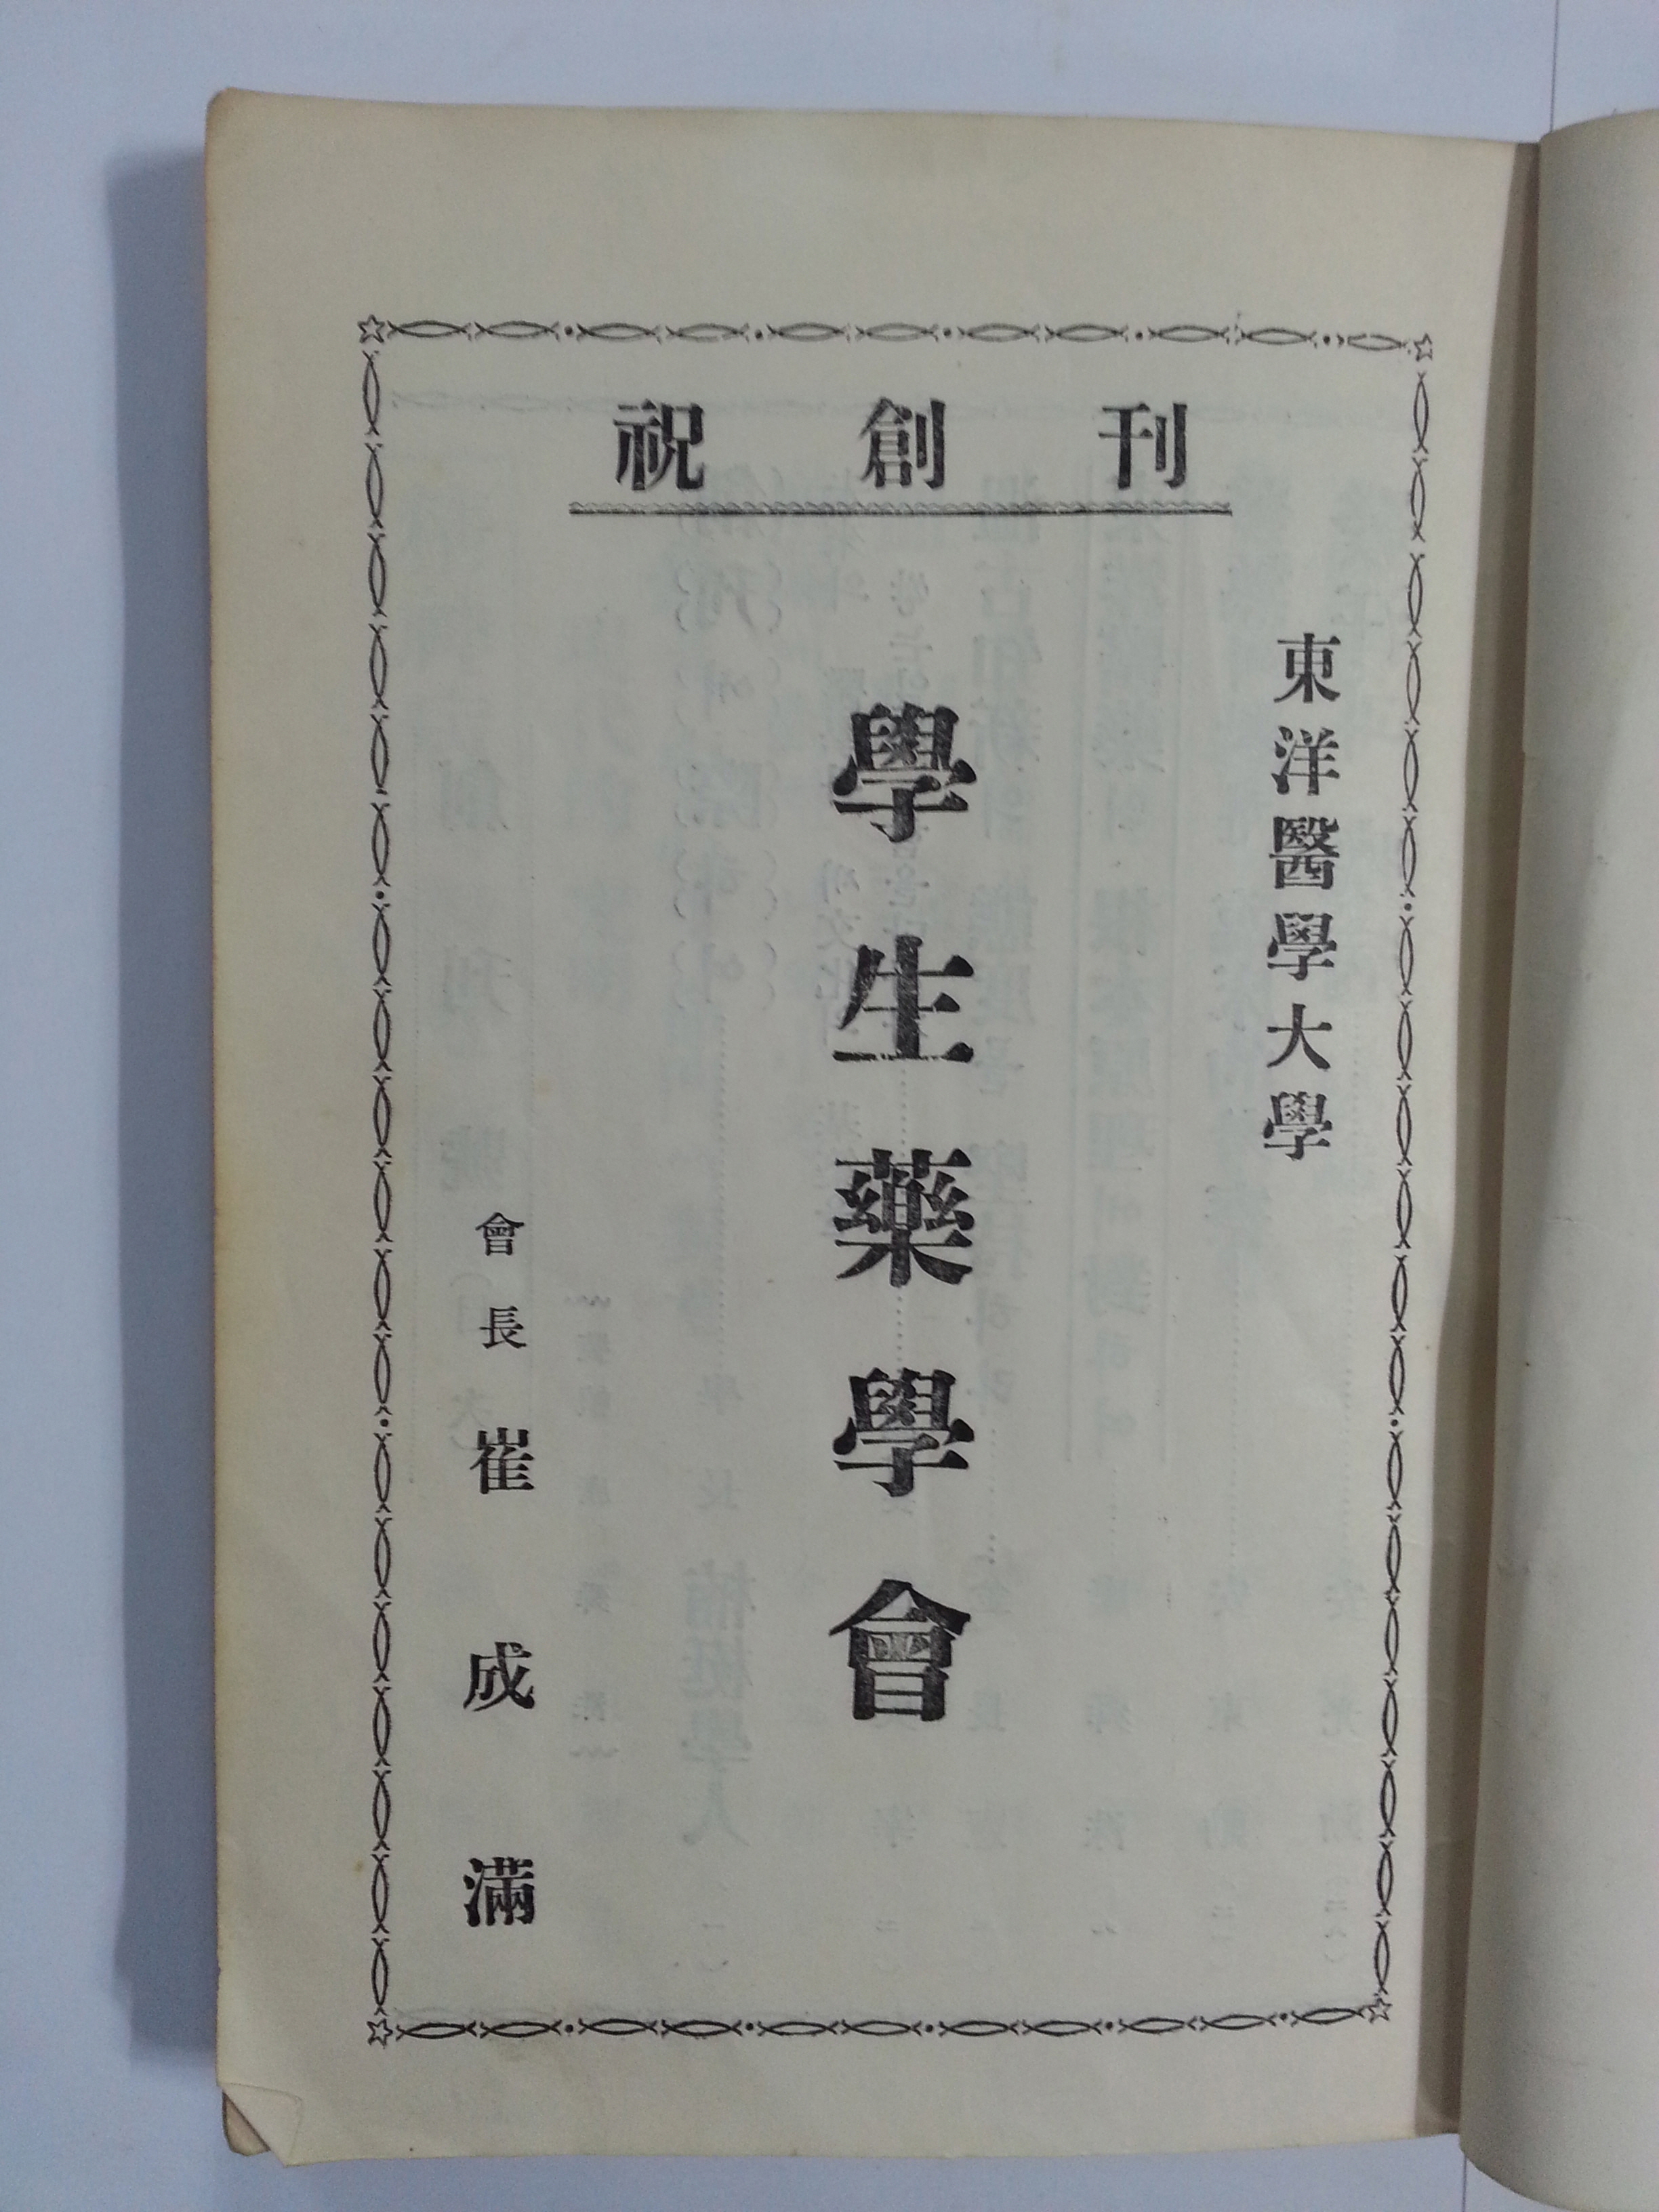 祝創刊
東洋醫學大學
學生藥學會
會長 崔成滿